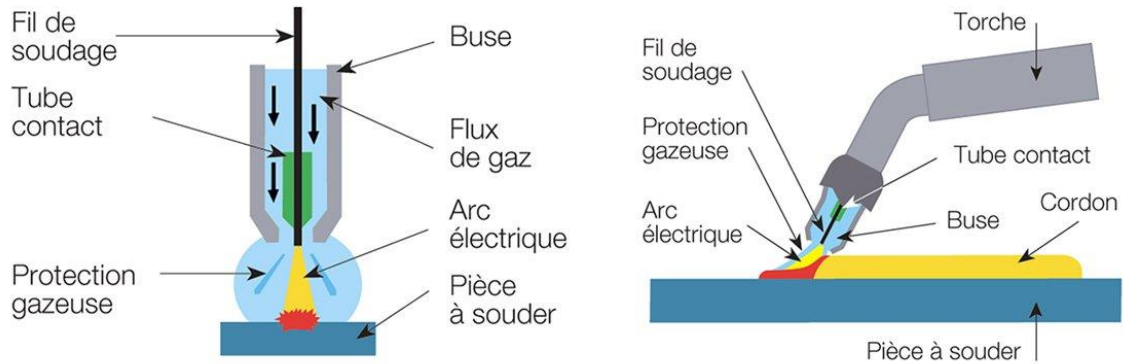 Fil de
soudage
Buse
Tube
contact
Flux
de gaz
Arc
électrique
Protection
gazeuse
Pièce
à souder
Torche
Fil de
soudage
Protection
gazeuse
Tube contact
Arc
électrique
Buse
Cordon
Pièce à souder